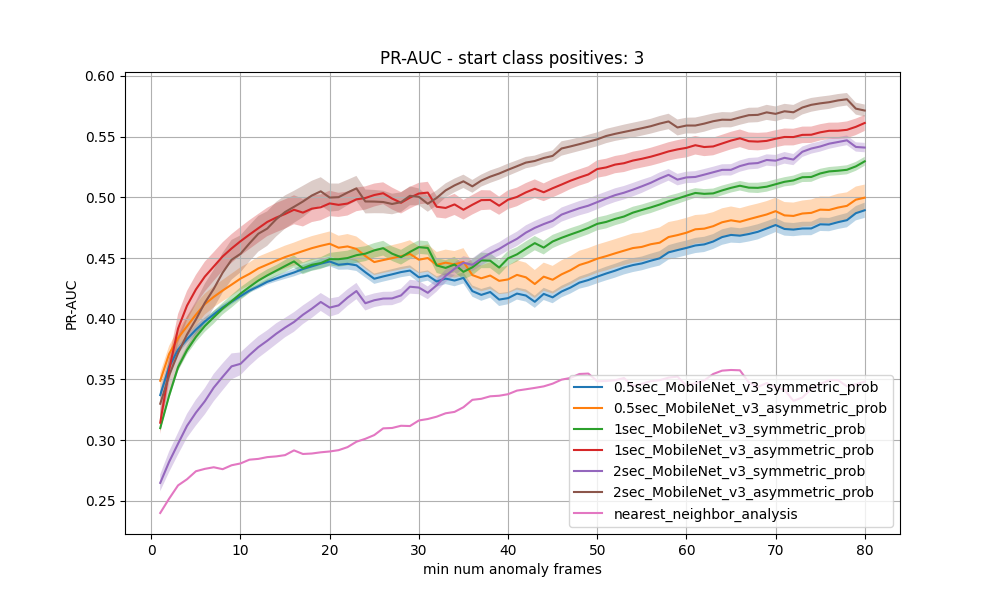 PR-AUC - start class positives: 3
PR-AUC
0.60
0.55
0.50
0.45
0.40
0.35
0.30
0.25
0.5sec_MobileNet_v3_symmetric_prob
0.5sec_MobileNet_v3_asymmetric_prob
1sec_MobileNet_v3_symmetric_prob
1sec_MobileNet_v3_asymmetric_prob
2sec_MobileNet_v3_symmetric_prob
2sec_MobileNet_v3_asymmetric_prob
nearest_neighbor_analysis
0 10 20 30 40 50 60 70 80
min num anomaly frames